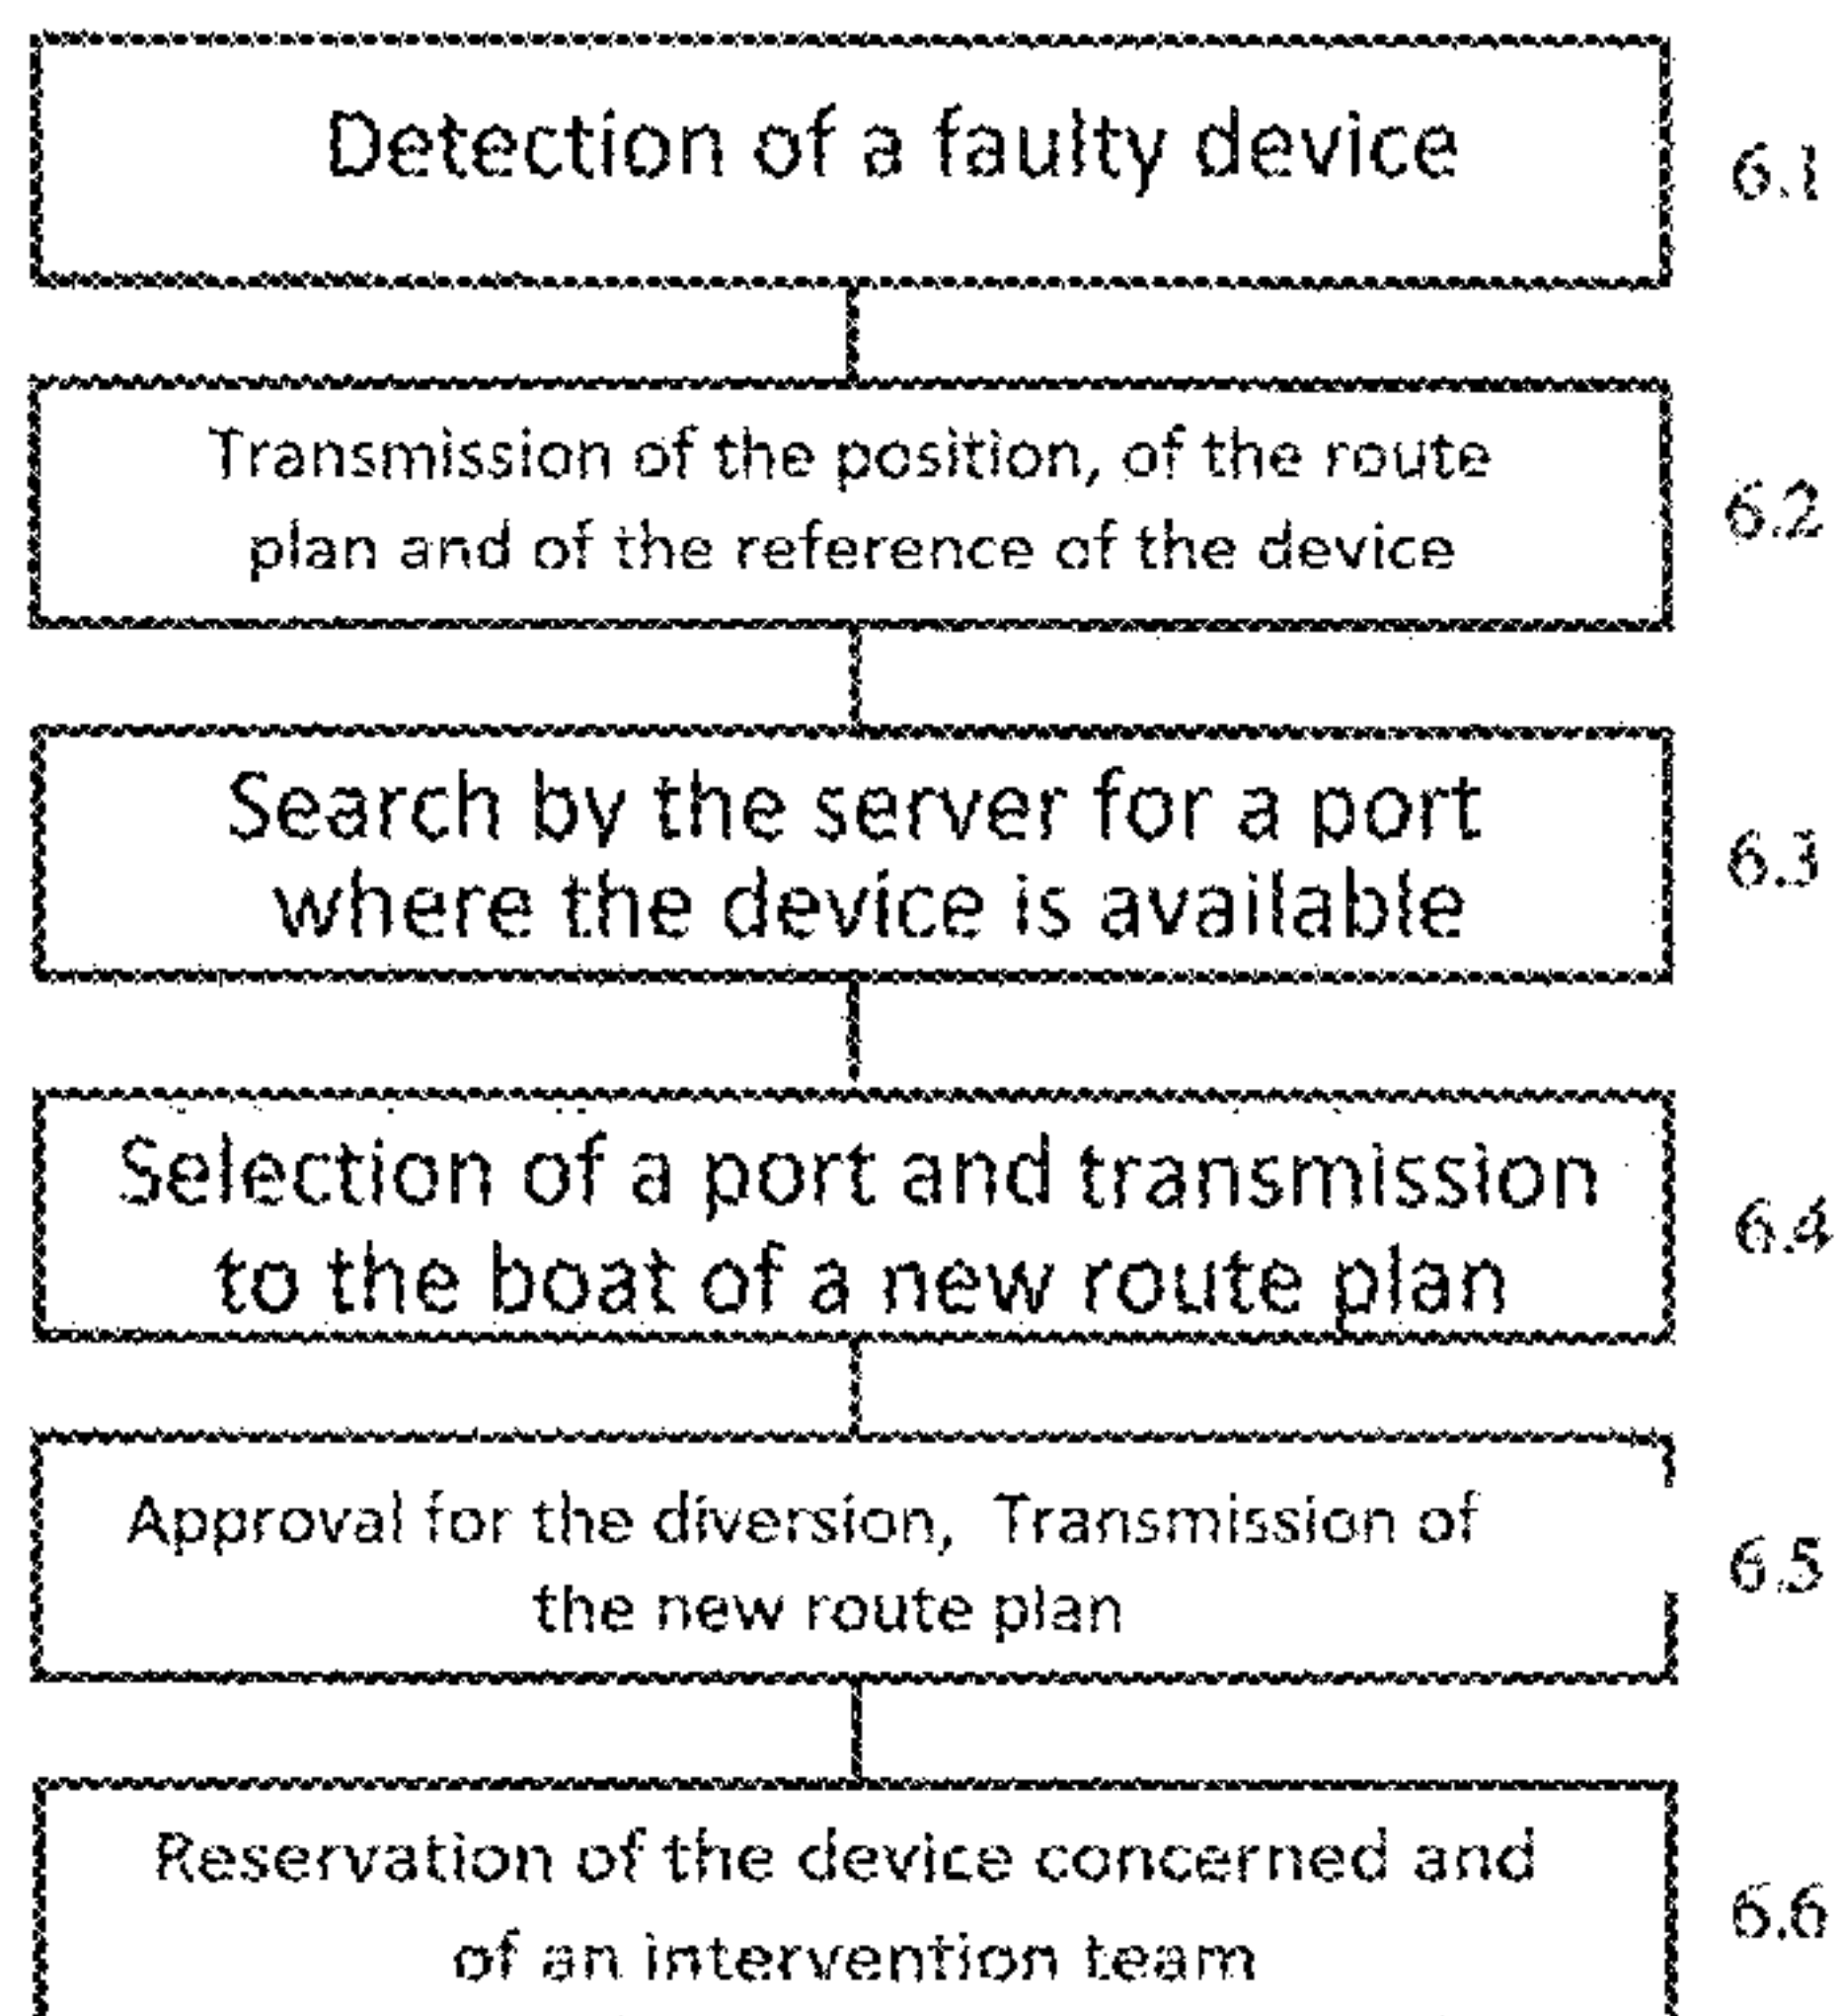 Detection of a faulty device
6.1
Transmission of the position, of the route
plan and of the reference of the device
6.2
Search by the server for a port
where the device is available
6.3
Selection of a port and transmission
to the boat of a new route plan
6.4
Approval for the diversion, Transmission of
the new route plan
6.5
Reservation of the device concerned and
of an intervention team
6.6